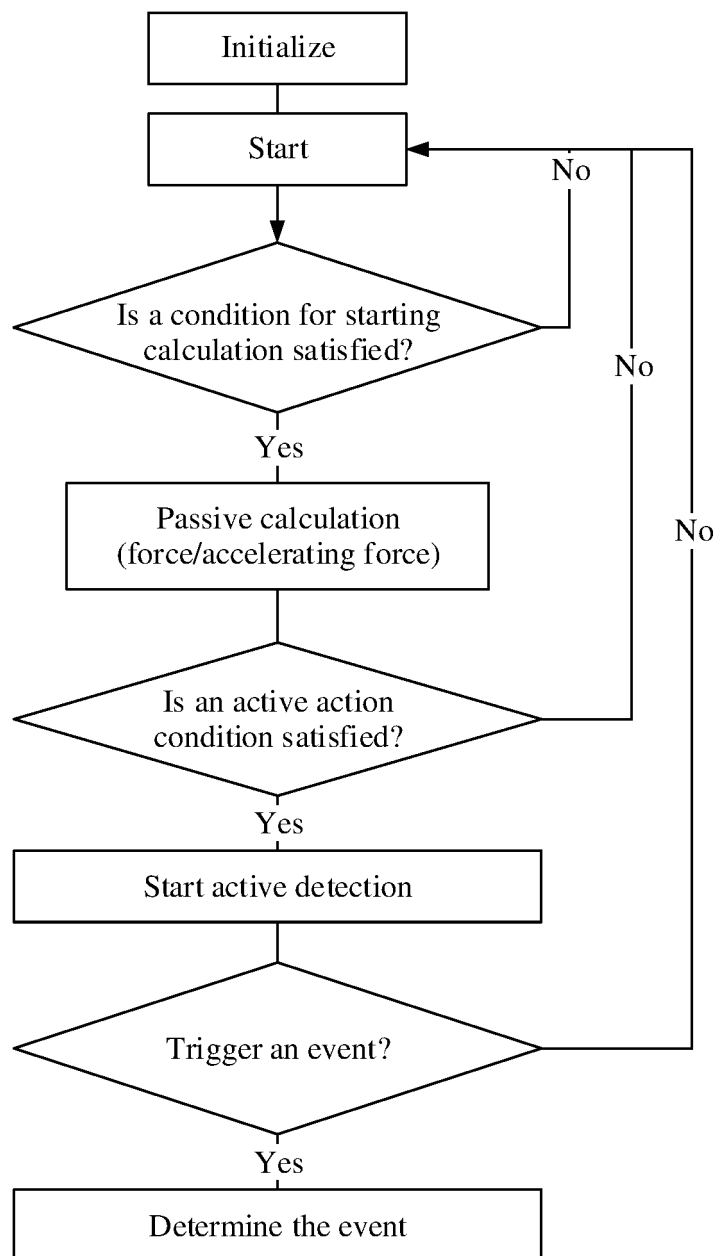 Initialize
Start
No
Is a condition for starting
calculation satisfied?
No
Yes
Passive calculation
(force/accelerating force)
No
Is an active action
condition satisfied?
Yes
Start active detection
Trigger an event?
Yes
Determine the event